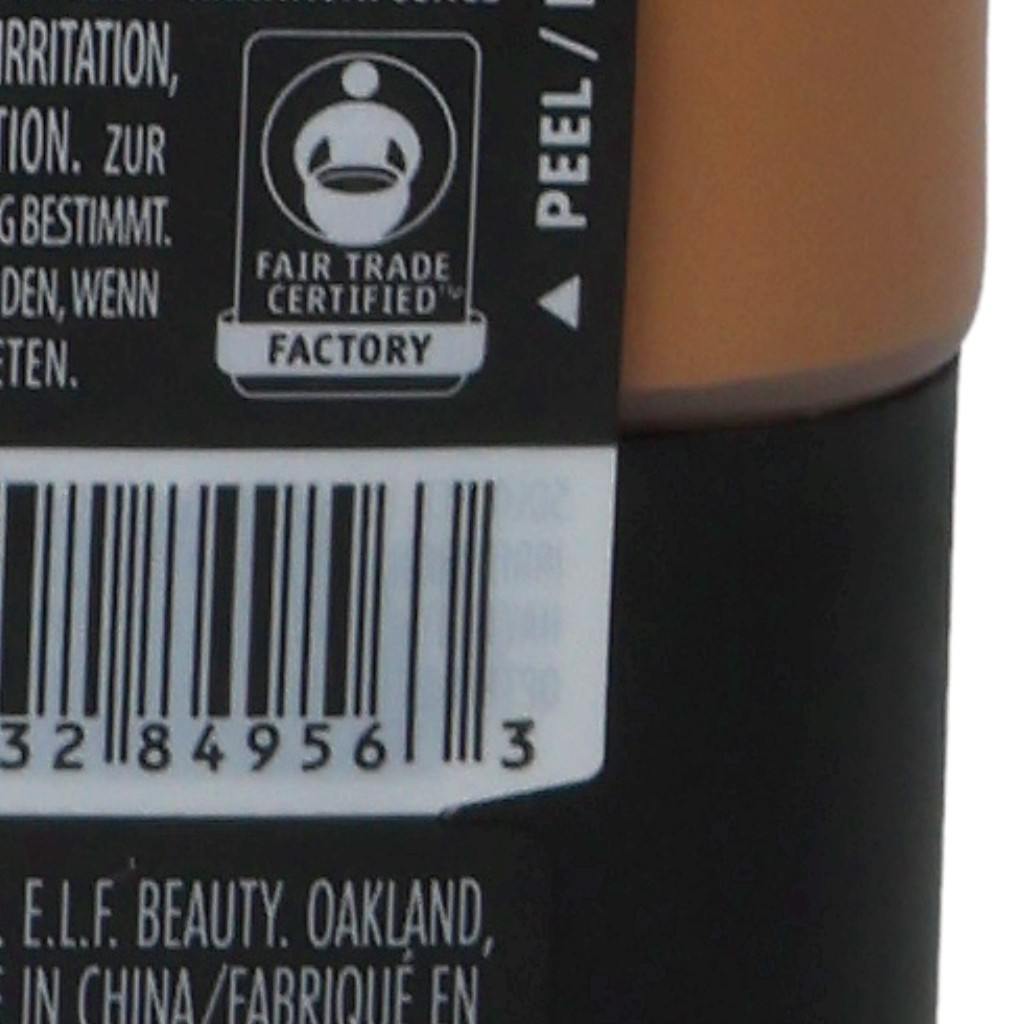 IRRITATION,
TION. ZUR
G BESTIMMT.
DEN, WENN
ETEN.
FAIR TRADE
CERTIFIED™
FACTORY
PEEL /
32 84956 3
E.L.F. BEAUTY. OAKLAND,
IN CHINA/FABRIQUÉ EN